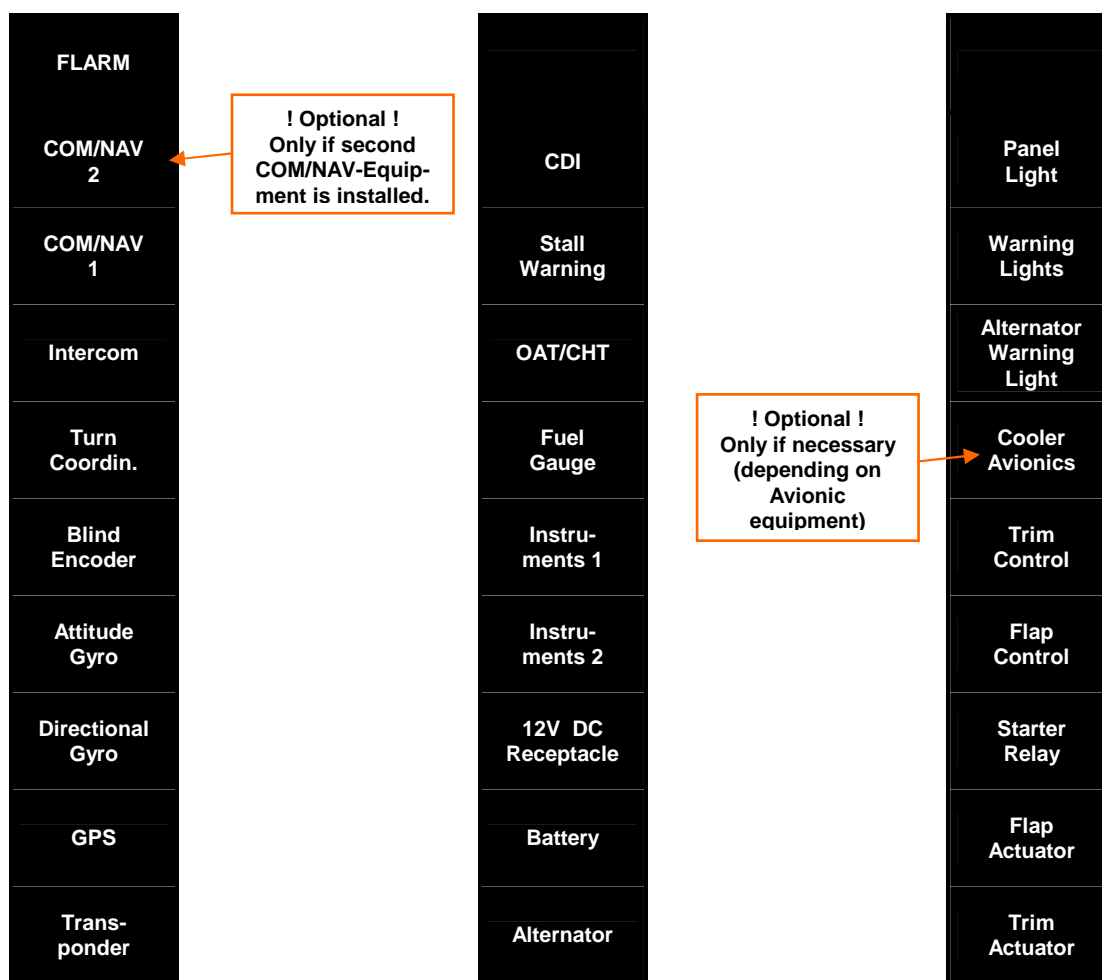 FLARM
COM/NAV
2
! Optional !
Only if second
COM/NAV-Equip-
ment is installed.
COM/NAV
1
Intercom
Turn
Coordin.
Blind
Encoder
Attitude
Gyro
Directional
Gyro
GPS
Trans-
ponder
CDI
Stall
Warning
OAT/CHT
Fuel
Gauge
Instru-
ments 1
Instru-
ments 2
12V DC
Receptacle
Battery
Alternator
Panel
Light
Warning
Lights
Alternator
Warning
Light
! Optional !
Only if necessary
(depending on
Avionic
equipment)
Cooler
Avionics
Trim
Control
Flap
Control
Starter
Relay
Flap
Actuator
Trim
Actuator